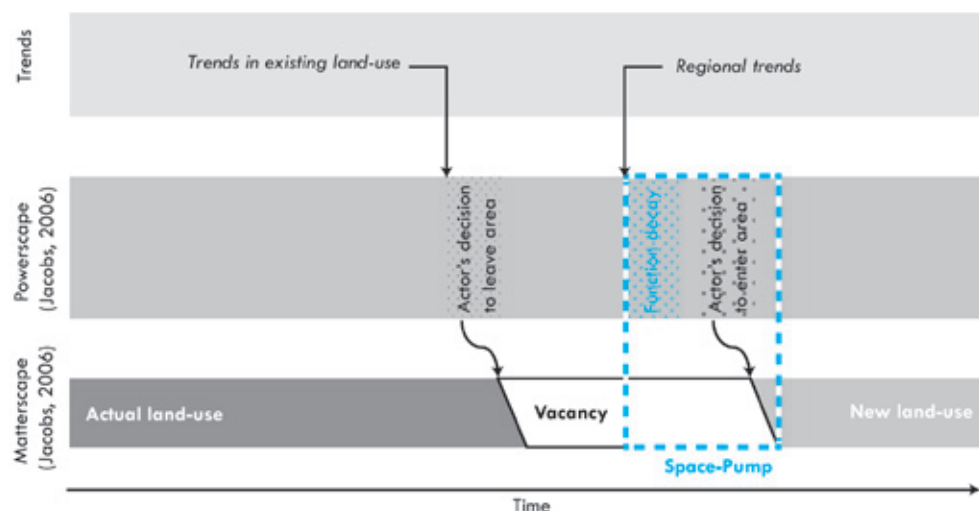 Trends
Trends in existing land-use
Regional trends
Powerscape
(Jacobs, 2006)
Actor's decision
to leave area
Function decay
Actor's decision
to enter area
Matterscape
(Jacobs, 2006)
Actual land-use
Vacancy
New land-use
Space-Pump
Time